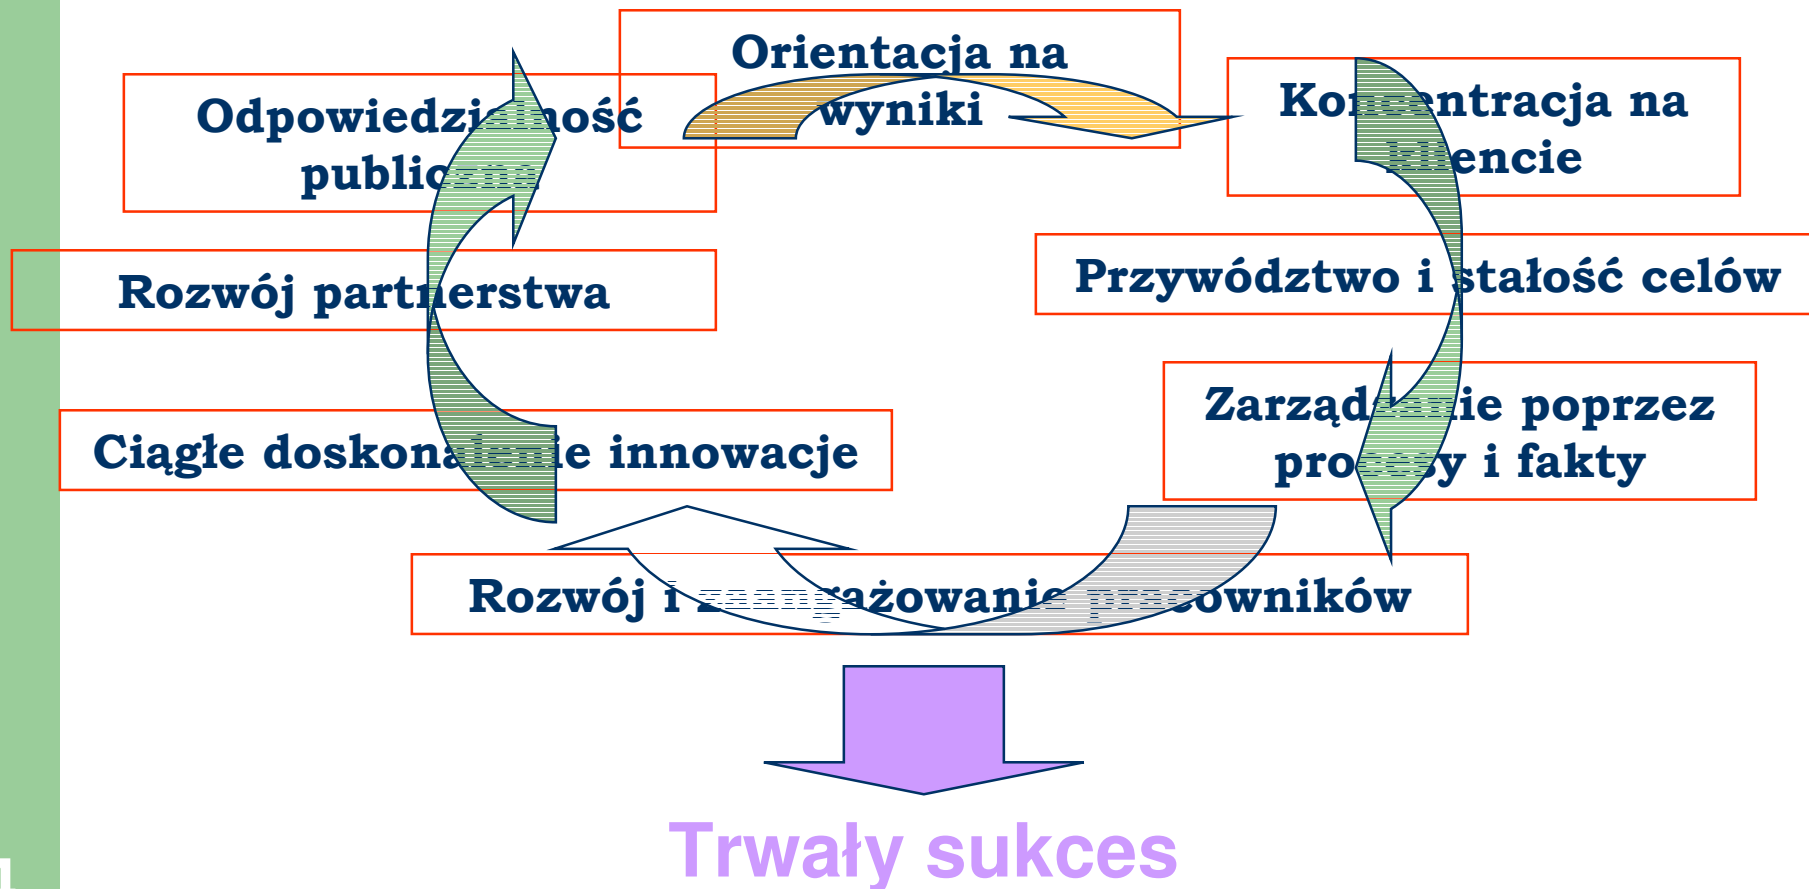 Orientacja na
wyniki
Koncentracja na
kliencie
Przywództwo i stałość celów
Zarządzanie poprzez
procesy i fakty
Rozwój i zaangażowanie pracowników
Ciągłe doskonalenie innowacje
Rozwój partnerstwa
Odpowiedzialność
publiczna
Trwały sukces